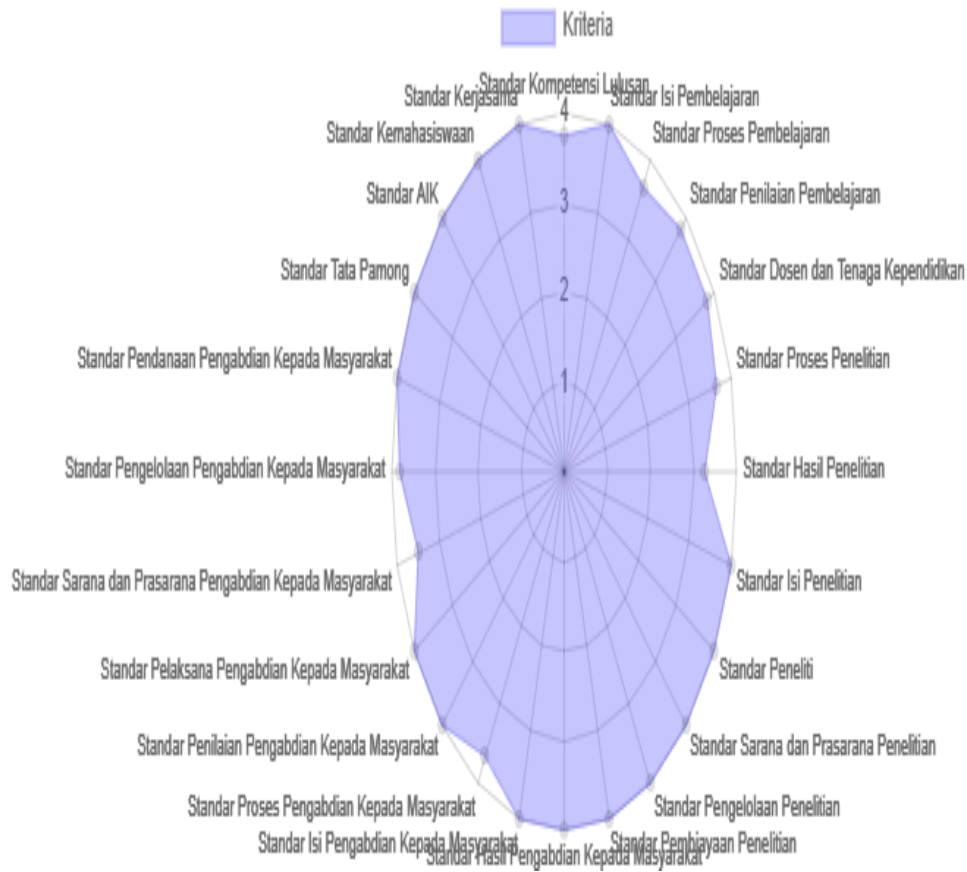 Kriteria
Standar Kompetensi Lulusan
Standar Isi Pembelajaran
Standar Proses Pembelajaran
Standar Penilaian Pembelajaran
Standar Dosen dan Tenaga Kependidikan
Standar Proses Penelitian
Standar Hasil Penelitian
Standar Isi Penelitian
Standar Peneliti
Standar Sarana dan Prasarana Penelitian
Standar Pengelolaan Penelitian
Standar Pembiayaan Penelitian
Standar Hasil Pengabdian Kepada Masyarakat
Standar Isi Pengabdian Kepada Masyarakat
Standar Proses Pengabdian Kepada Masyarakat
Standar Penilaian Pengabdian Kepada Masyarakat
Standar Pelaksana Pengabdian Kepada Masyarakat
Standar Sarana dan Prasarana Pengabdian Kepada Masyarakat
Standar Pengelolaan Pengabdian Kepada Masyarakat
Standar Pendanaan Pengabdian Kepada Masyarakat
Standar Tata Pamong
Standar AIK
Standar Kemahasiswaan
Standar Kerjasama
4
3
2
1